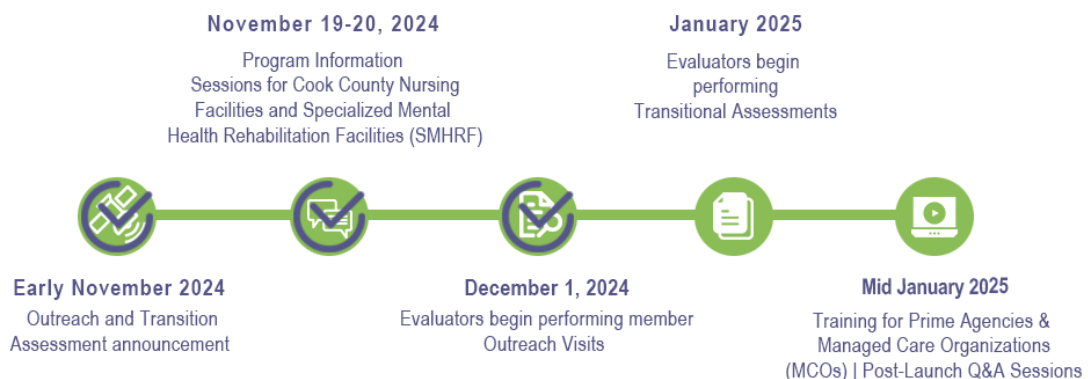 November 19-20, 2024
Program Information
Sessions for Cook County Nursing
Facilities and Specialized Mental
Health Rehabilitation Facilities (SMHRF)
January 2025
Evaluators begin
performing
Transitional Assessments
Early November 2024
Outreach and Transition
Assessment announcement
December 1, 2024
Evaluators begin performing member
Outreach Visits
Mid January 2025
Training for Prime Agencies &
Managed Care Organizations
(MCOs) | Post-Launch Q&A Sessions